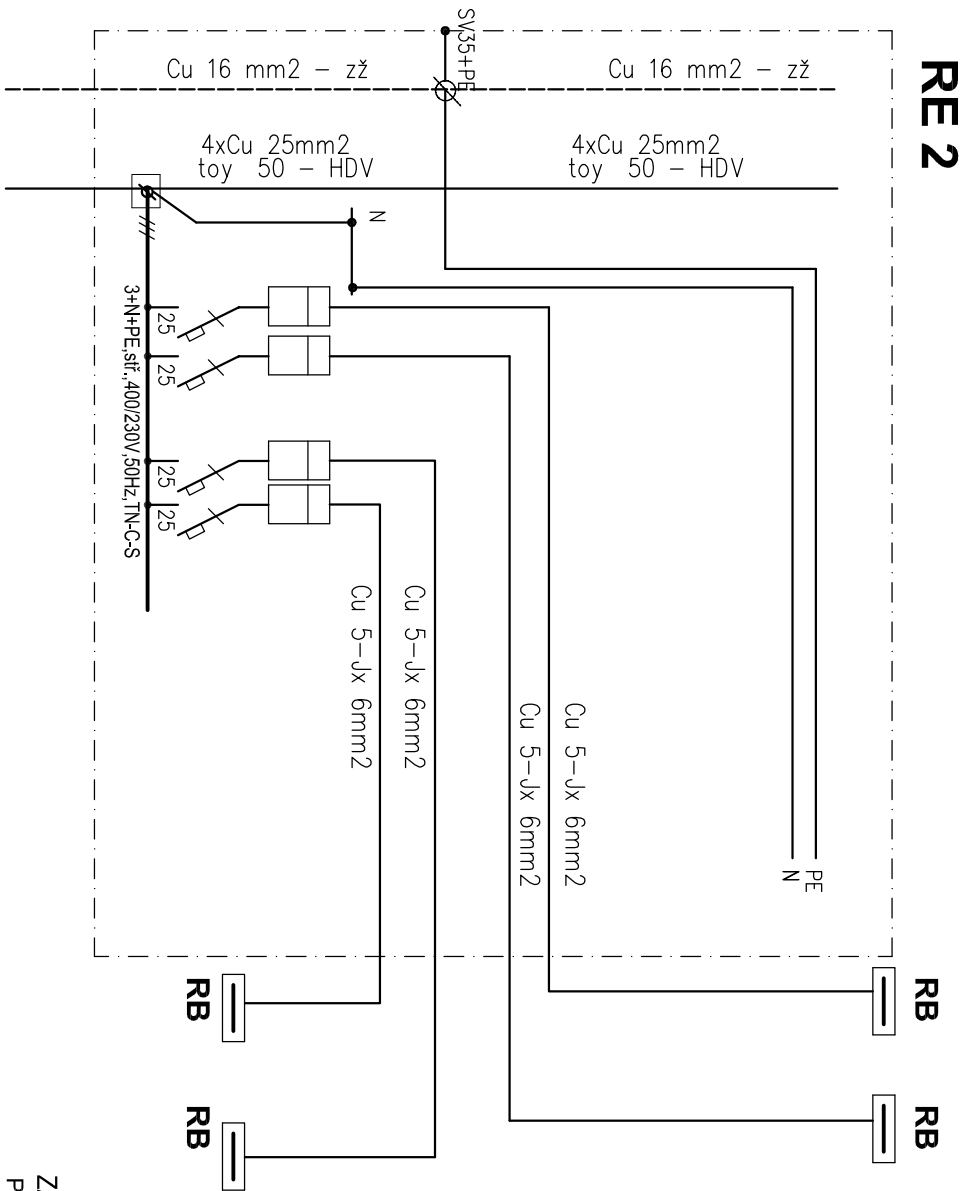 RE 2
SV35+PE
Cu 16 mm2 – zž
Cu 16 mm2 – zž
4xCu 25mm2
toy 50 – HDV
4xCu 25mm2
toy 50 – HDV
N
3+N+PE,stř.,400/230V,50Hz,TN-C-S
25
25
25
25
Cu 5–Jx 6mm2
Cu 5–Jx 6mm2
Cu 5–Jx 6mm2
Cu 5–Jx 6mm2
PE
N
RB
RB
RB
RB